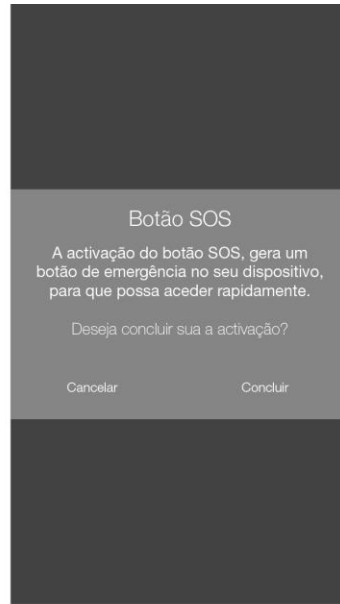 Botão SOS
A activação do botão SOS, gera um
botão de emergência no seu dispositivo,
para que possa aceder rapidamente.
Deseja concluir sua a activação?
Cancelar Concluir